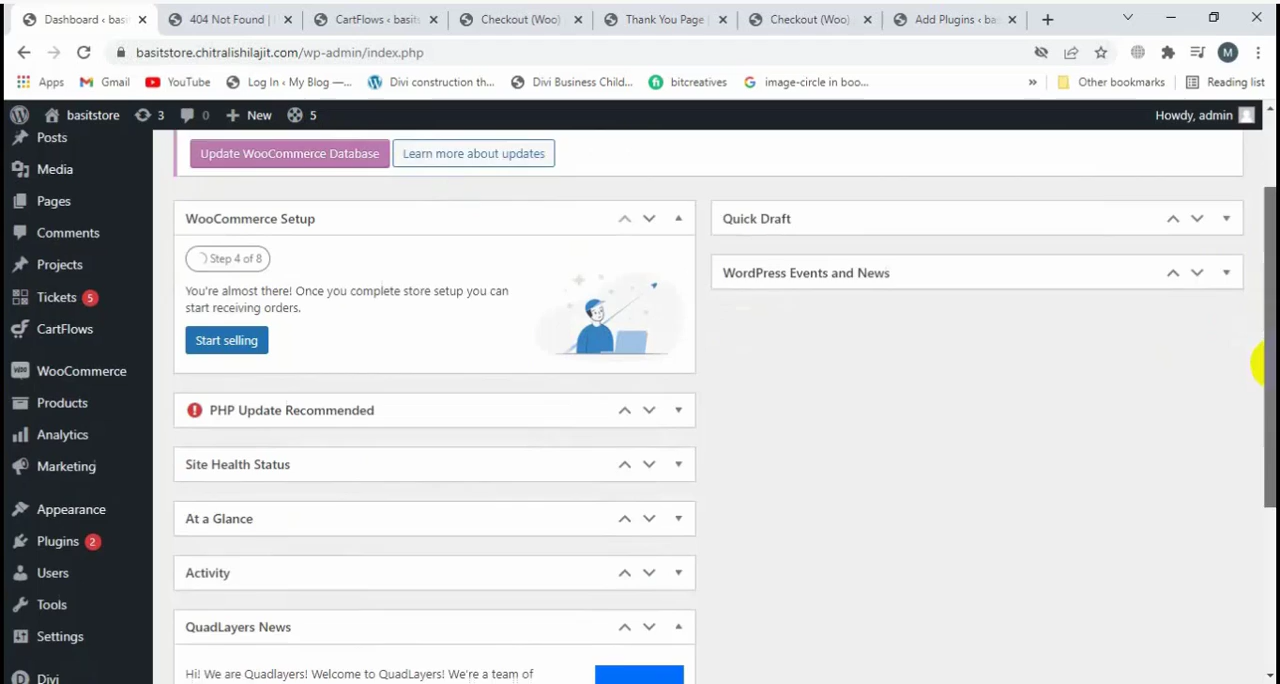 Dashboard ‹ basi
404 Not Found |
CartFlows ‹ basits
Checkout (Woo)
Thank You Page
Checkout (Woo)
Add Plugins ‹ bas
basitstore.chitralishilajit.com/wp-admin/index.php
M
Apps
Gmail
YouTube
Log In ‹ My Blog —...
Divi construction th...
Divi Business Child...
bitcreatives
image-circle in boo...
»
Other bookmarks
Reading list
basitstore
3
0
New
5
Howdy, admin
Posts
Media
Pages
Comments
Projects
Tickets 5
CartFlows
WooCommerce
Products
Analytics
Marketing
Appearance
Plugins 2
Users
Tools
Settings
Divi
Update WooCommerce Database
Learn more about updates
WooCommerce Setup
Step 4 of 8
You're almost there! Once you complete store setup you can
start receiving orders.
Start selling
PHP Update Recommended
Site Health Status
At a Glance
Activity
QuadLayers News
Hi! We are Quadlayers! Welcome to QuadLayers! We're a team of
Quick Draft
WordPress Events and News